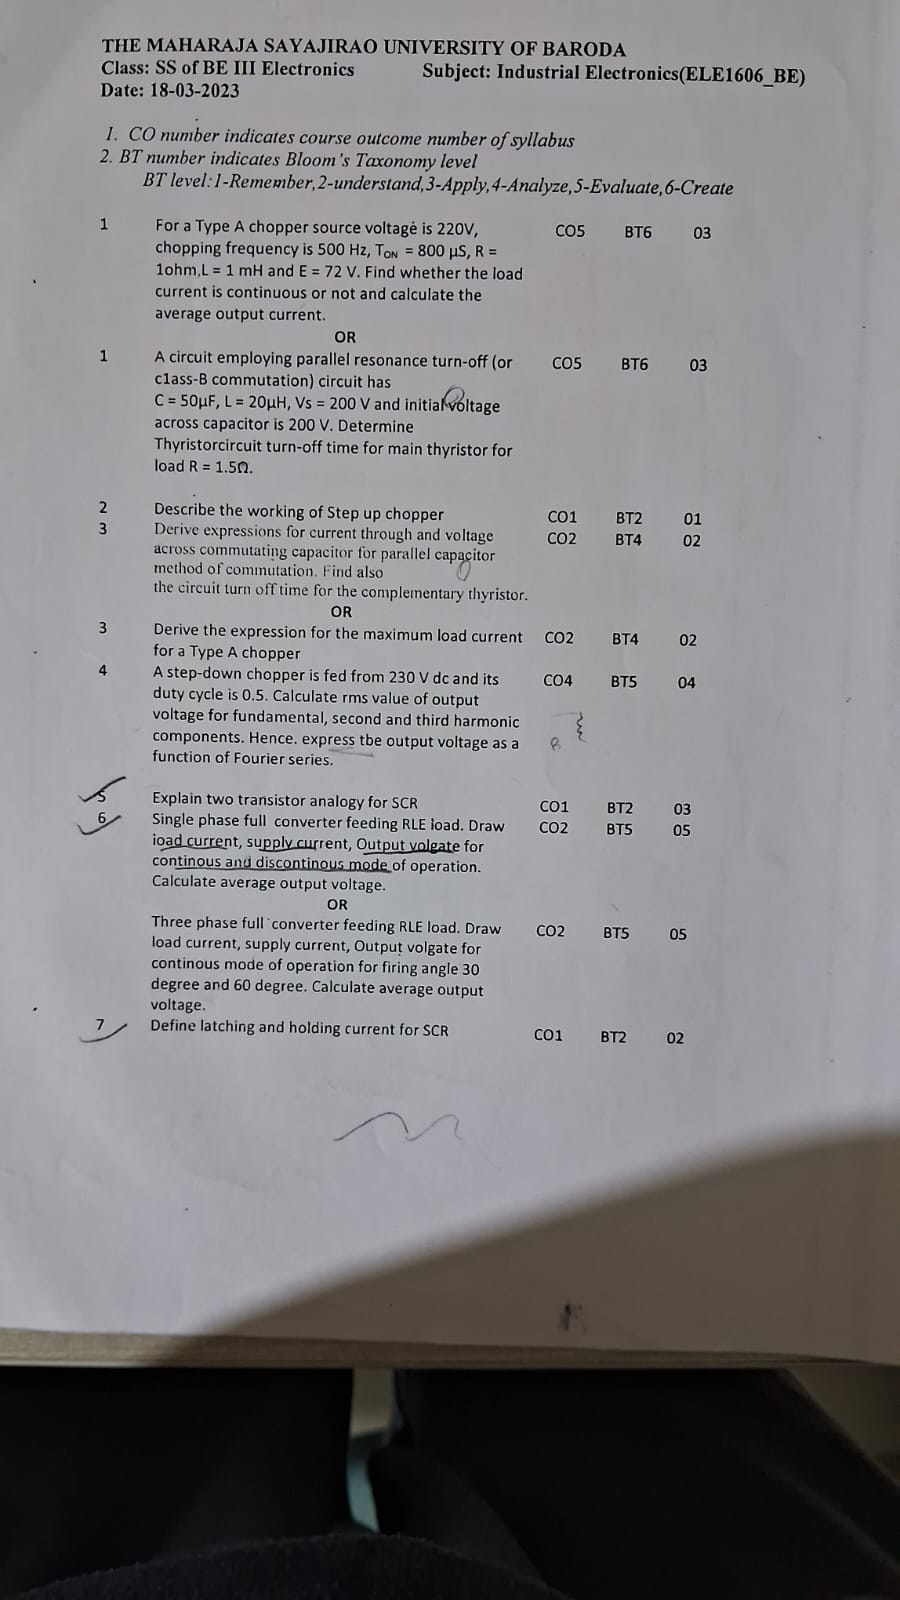 THE MAHARAJA SAYAJIRAO UNIVERSITY OF BARODA
Class: SS of BE III Electronics Subject: Industrial Electronics(ELE1606_BE)
Date: 18-03-2023
1. CO number indicates course outcome number of syllabus
2. BT number indicates Bloom's Taxonomy level
BT level:1-Remember,2-understand,3-Apply,4-Analyze,5-Evaluate,6-Create
1 For a Type A chopper source voltage is 220V, CO5 BT6 03
chopping frequency is 500 Hz, TON = 800 µS, R =
1ohm,L = 1 mH and E = 72 V. Find whether the load
current is continuous or not and calculate the
average output current.
OR
1 A circuit employing parallel resonance turn-off (or CO5 BT6 03
c1ass-B commutation) circuit has
C = 50µF, L = 20µH, Vs = 200 V and initial voltage
across capacitor is 200 V. Determine
Thyristorcircuit turn-off time for main thyristor for
load R = 1.5Ω.
2 Describe the working of Step up chopper CO1 BT2 01
3 Derive expressions for current through and voltage CO2 BT4 02
across commutating capacitor for parallel capacitor
method of commutation. Find also
the circuit turn off time for the complementary thyristor.
OR
3 Derive the expression for the maximum load current CO2 BT4 02
for a Type A chopper
4 A step-down chopper is fed from 230 V dc and its CO4 BT5 04
duty cycle is 0.5. Calculate rms value of output
voltage for fundamental, second and third harmonic
components. Hence. express tbe output voltage as a
function of Fourier series.
5 Explain two transistor analogy for SCR CO1 BT2 03
6 Single phase full converter feeding RLE load. Draw CO2 BT5 05
load current, supply current, Output volgate for
continous and discontinous mode of operation.
Calculate average output voltage.
OR
Three phase full converter feeding RLE load. Draw CO2 BT5 05
load current, supply current, Output volgate for
continous mode of operation for firing angle 30
degree and 60 degree. Calculate average output
voltage.
7 Define latching and holding current for SCR CO1 BT2 02